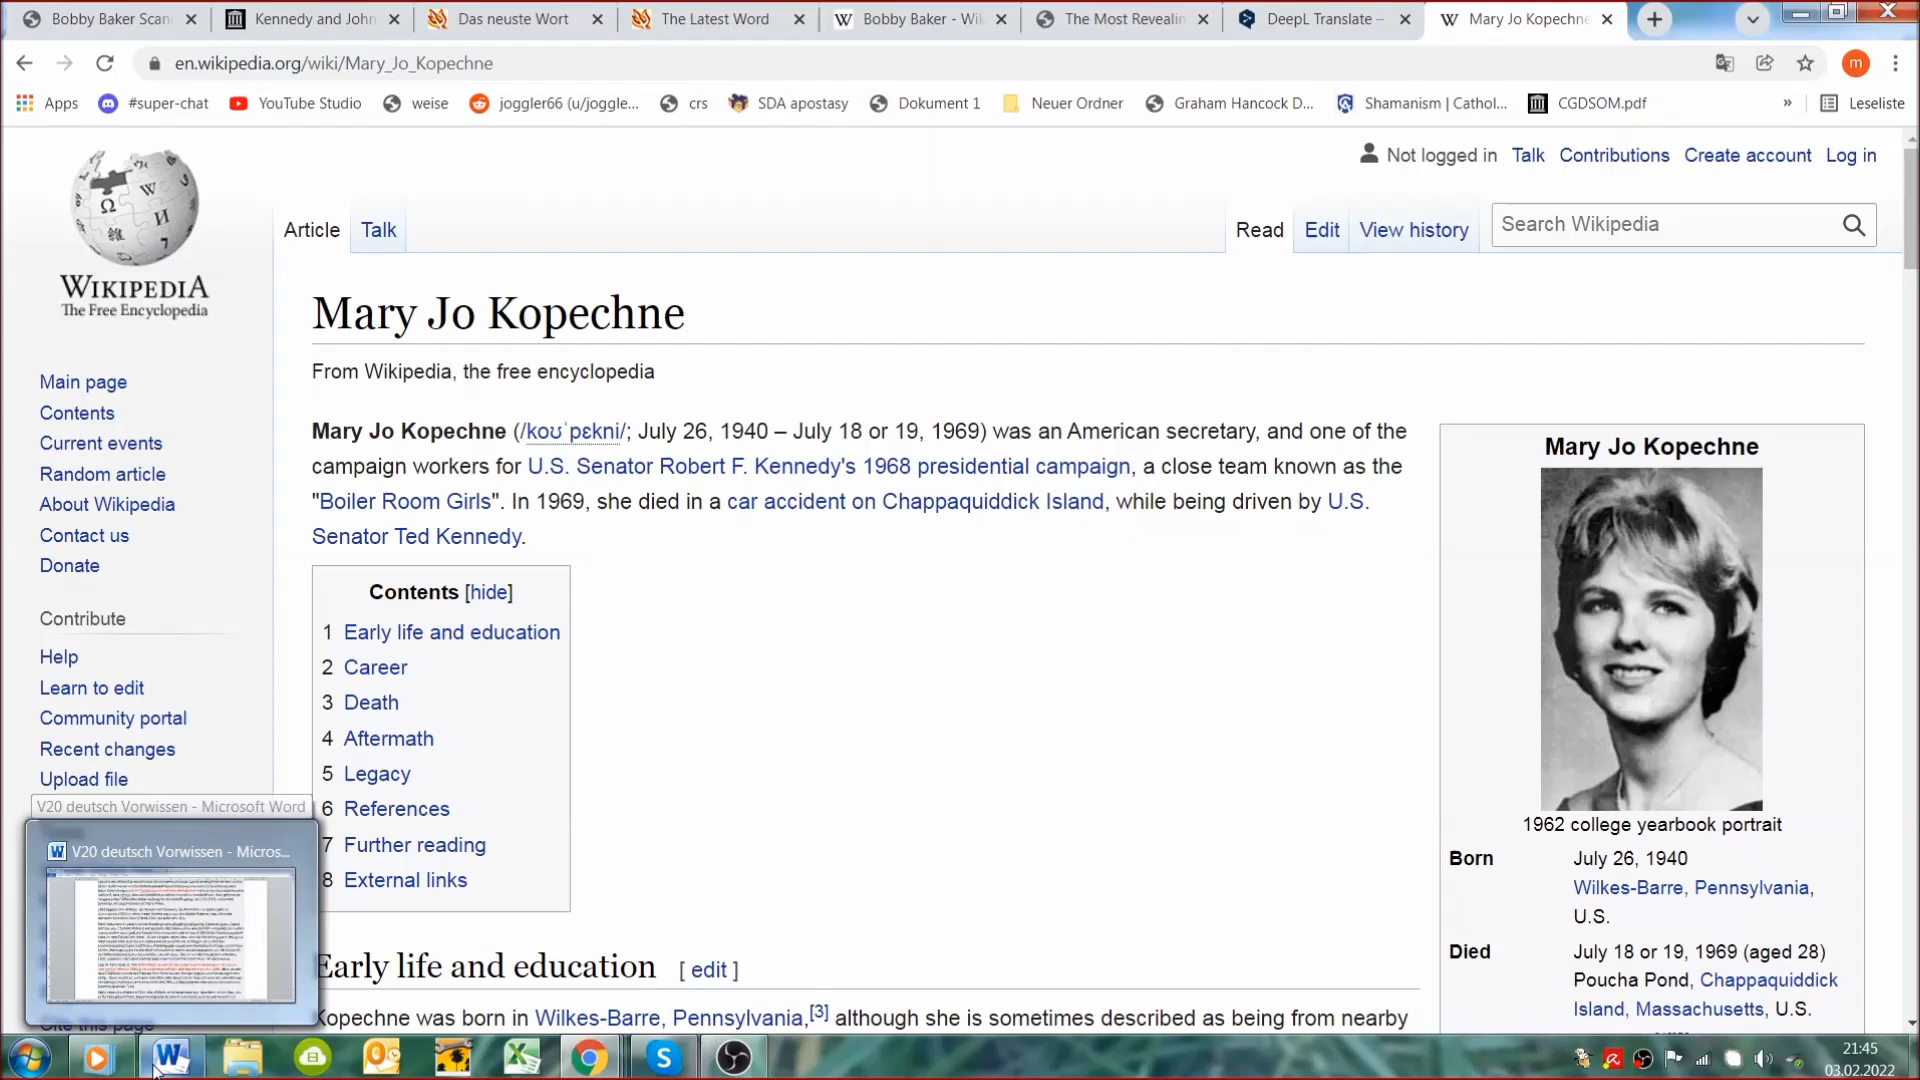 Bobby Baker Scan
Kennedy and John
Das neuste Wort
The Latest Word
Bobby Baker - Wik
The Most Revealin
DeepL Translate –
Mary Jo Kopechne
en.wikipedia.org/wiki/Mary_Jo_Kopechne
m
Apps
#super-chat
YouTube Studio
weise
joggler66 (u/joggle...
crs
SDA apostasy
Dokument 1
Neuer Ordner
Graham Hancock D...
Shamanism | Cathol...
CGDSOM.pdf
»
Leseliste
WIKIPEDIA
The Free Encyclopedia
Not logged in Talk Contributions Create account Log in
Article Talk
Read Edit View history
Search Wikipedia
Mary Jo Kopechne
From Wikipedia, the free encyclopedia
Mary Jo Kopechne (/koʊˈpɛkni/; July 26, 1940 – July 18 or 19, 1969) was an American secretary, and one of the
campaign workers for U.S. Senator Robert F. Kennedy's 1968 presidential campaign, a close team known as the
"Boiler Room Girls". In 1969, she died in a car accident on Chappaquiddick Island, while being driven by U.S.
Senator Ted Kennedy.
Main page
Contents
Current events
Random article
About Wikipedia
Contact us
Donate
Contribute
Help
Learn to edit
Community portal
Recent changes
Upload file
V20 deutsch Vorwissen - Microsoft Word
V20 deutsch Vorwissen - Micros...
Cite this page
Contents [hide]
1 Early life and education
2 Career
3 Death
4 Aftermath
5 Legacy
6 References
7 Further reading
8 External links
Early life and education [ edit ]
Kopechne was born in Wilkes-Barre, Pennsylvania,[3] although she is sometimes described as being from nearby
Mary Jo Kopechne
1962 college yearbook portrait
Born July 26, 1940
Wilkes-Barre, Pennsylvania,
U.S.
Died July 18 or 19, 1969 (aged 28)
Poucha Pond, Chappaquiddick
Island, Massachusetts, U.S.
21:45
03.02.2022